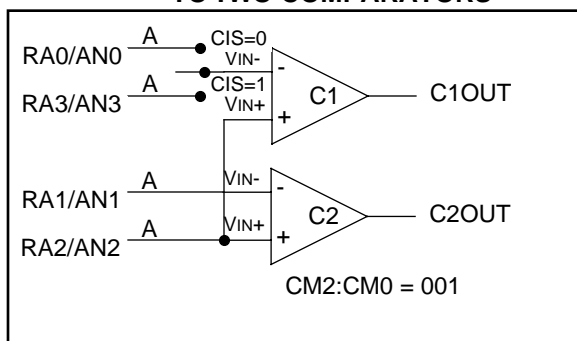 TO TWO COMPARATORS
RA0/AN0 A CIS=0
VIN- -
RA3/AN3 A CIS=1
VIN+ +
C1 C1OUT
RA1/AN1 A VIN- -
RA2/AN2 A VIN+ +
C2 C2OUT
CM2:CM0 = 001